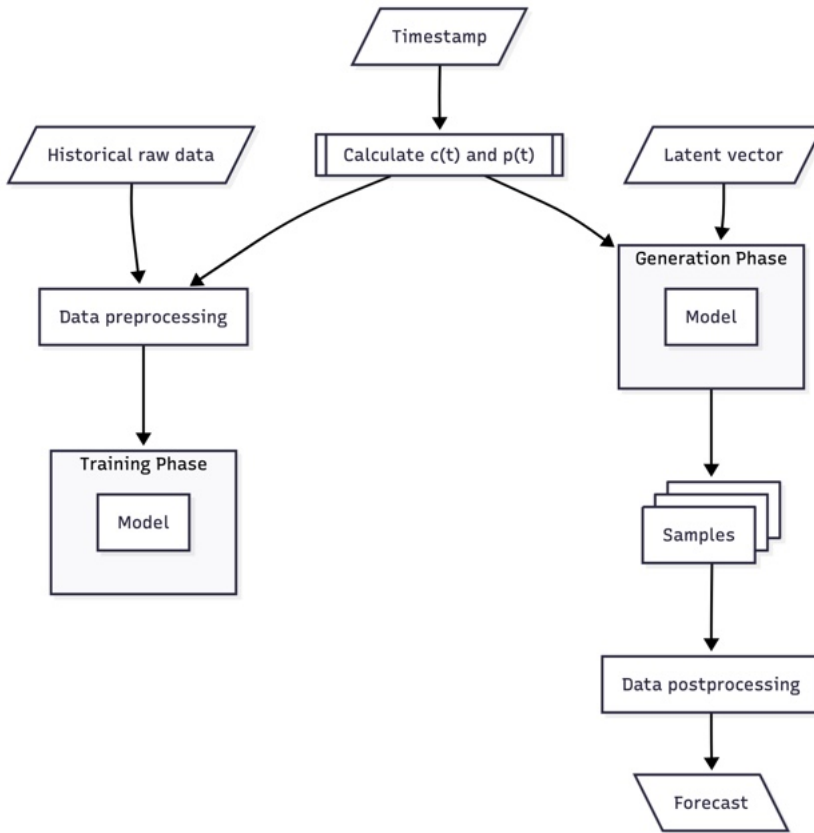 Timestamp
Historical raw data
Calculate c(t) and p(t)
Latent vector
Generation Phase
Model
Data preprocessing
Training Phase
Model
Samples
Data postprocessing
Forecast